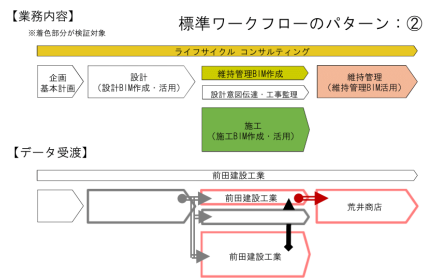 【業務内容】
標準ワークフローのパターン：②
※着色部分が検証対象
ライフサイクル コンサルティング
企画
基本計画
設計
（設計BIM作成・活用）
維持管理BIM作成
設計意図伝達・工事監理
維持管理
（維持管理BIM活用）
施工
（施工BIM作成・活用）
【データ受渡】
前田建設工業
前田建設工業
荒井商店
前田建設工業